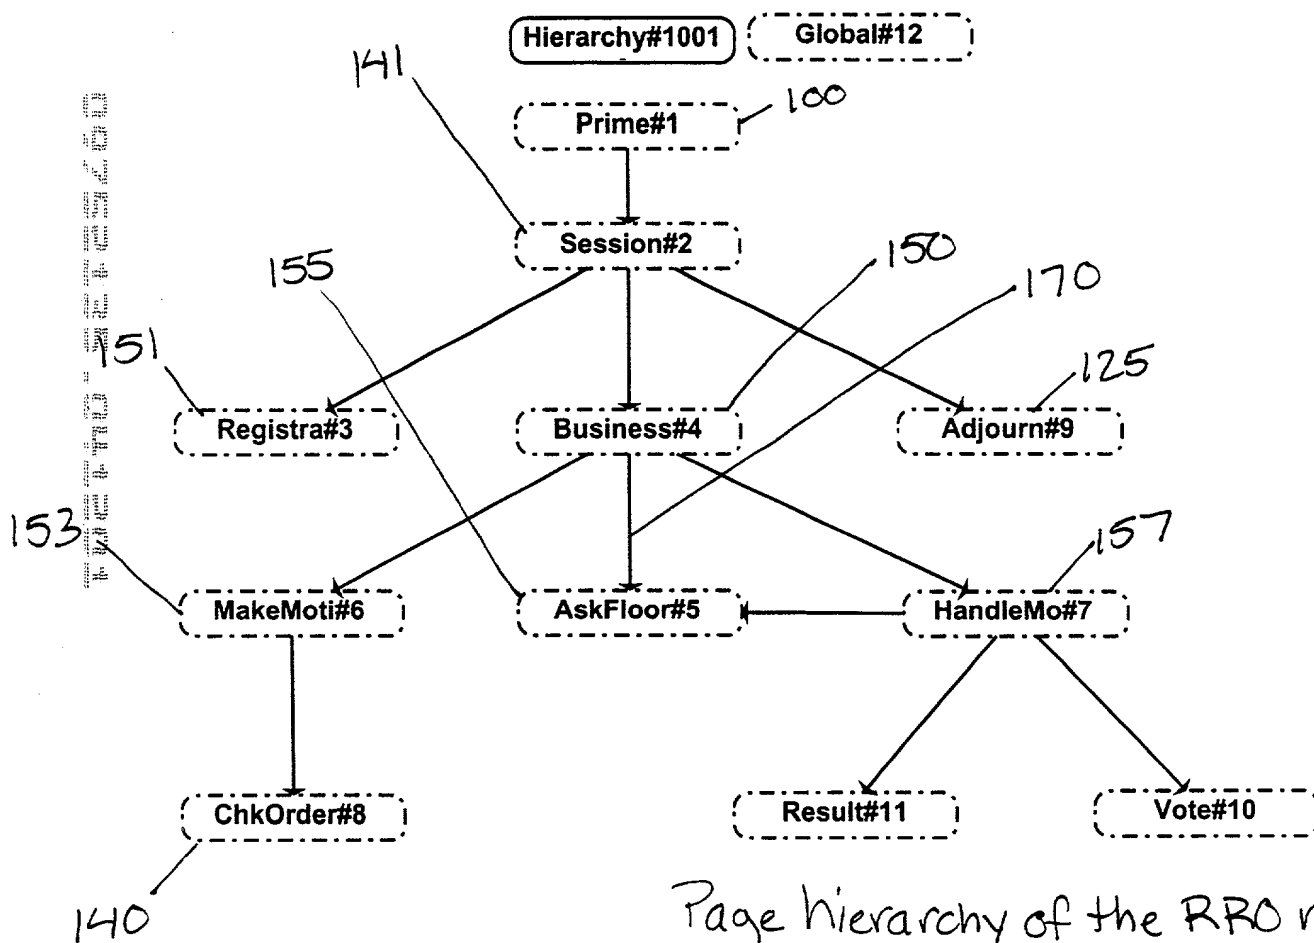 Hierarchy#1001 Global#12
141
100
Prime#1
Session#2
150
155
170
151
125
Registra#3 Business#4 Adjourn#9
153
157
MakeMoti#6 AskFloor#5 HandleMo#7
ChkOrder#8 Result#11 Vote#10
140
Page hierarchy of the RRO